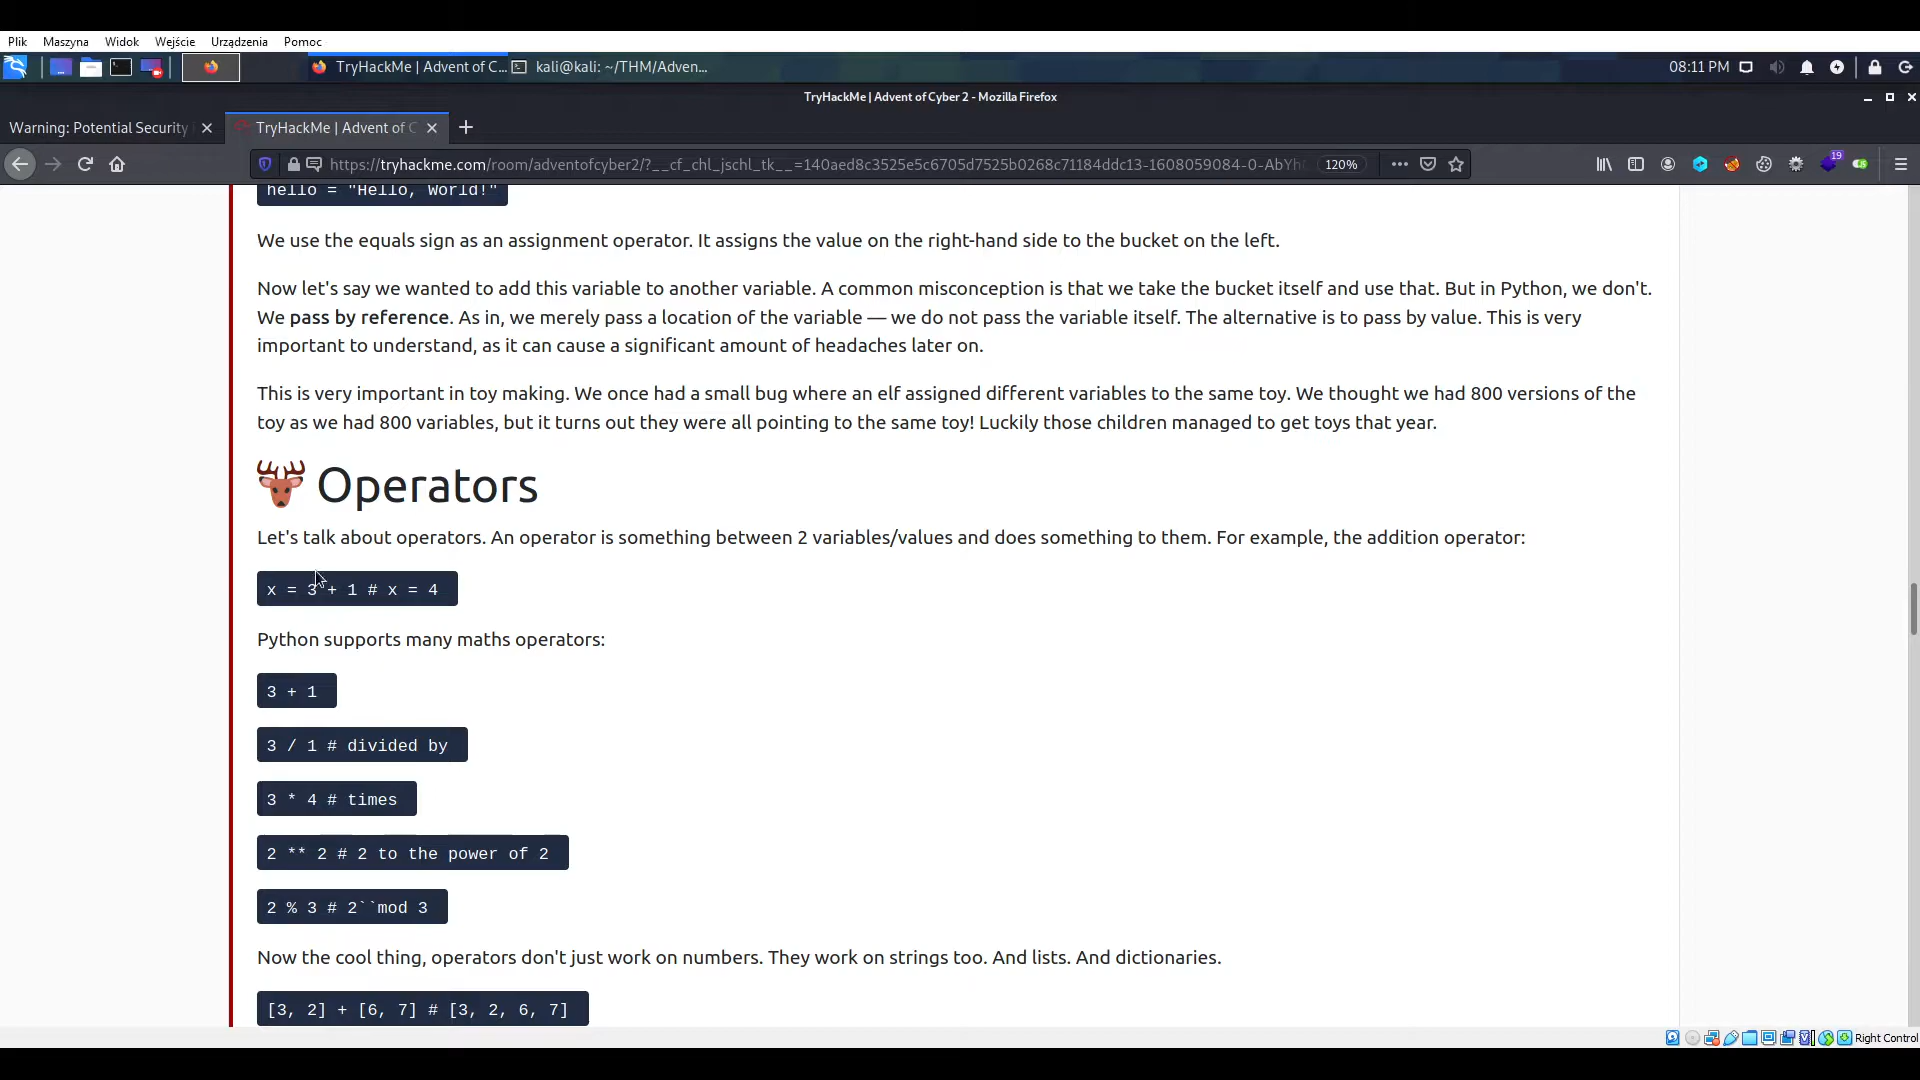 Plik Maszyna Widok Wejście Urządzenia Pomoc
TryHackMe | Advent of C... kali@kali: ~/THM/Adven... 08:11 PM
TryHackMe | Advent of Cyber 2 - Mozilla Firefox
Warning: Potential Security TryHackMe | Advent of C
https://tryhackme.com/room/adventofcyber2/?__cf_chl_jschl_tk__=140aed8c3525e5c6705d7525b0268c71184ddc13-1608059084-0-AbYh 120% 19
hello = "Hello, World!"
We use the equals sign as an assignment operator. It assigns the value on the right-hand side to the bucket on the left.
Now let's say we wanted to add this variable to another variable. A common misconception is that we take the bucket itself and use that. But in Python, we don't.
We pass by reference. As in, we merely pass a location of the variable — we do not pass the variable itself. The alternative is to pass by value. This is very
important to understand, as it can cause a significant amount of headaches later on.
This is very important in toy making. We once had a small bug where an elf assigned different variables to the same toy. We thought we had 800 versions of the
toy as we had 800 variables, but it turns out they were all pointing to the same toy! Luckily those children managed to get toys that year.
Operators
Let's talk about operators. An operator is something between 2 variables/values and does something to them. For example, the addition operator:
x = 3 + 1 # x = 4
Python supports many maths operators:
3 + 1
3 / 1 # divided by
3 * 4 # times
2 ** 2 # 2 to the power of 2
2 % 3 # 2``mod 3
Now the cool thing, operators don't just work on numbers. They work on strings too. And lists. And dictionaries.
[3, 2] + [6, 7] # [3, 2, 6, 7]
Right Control